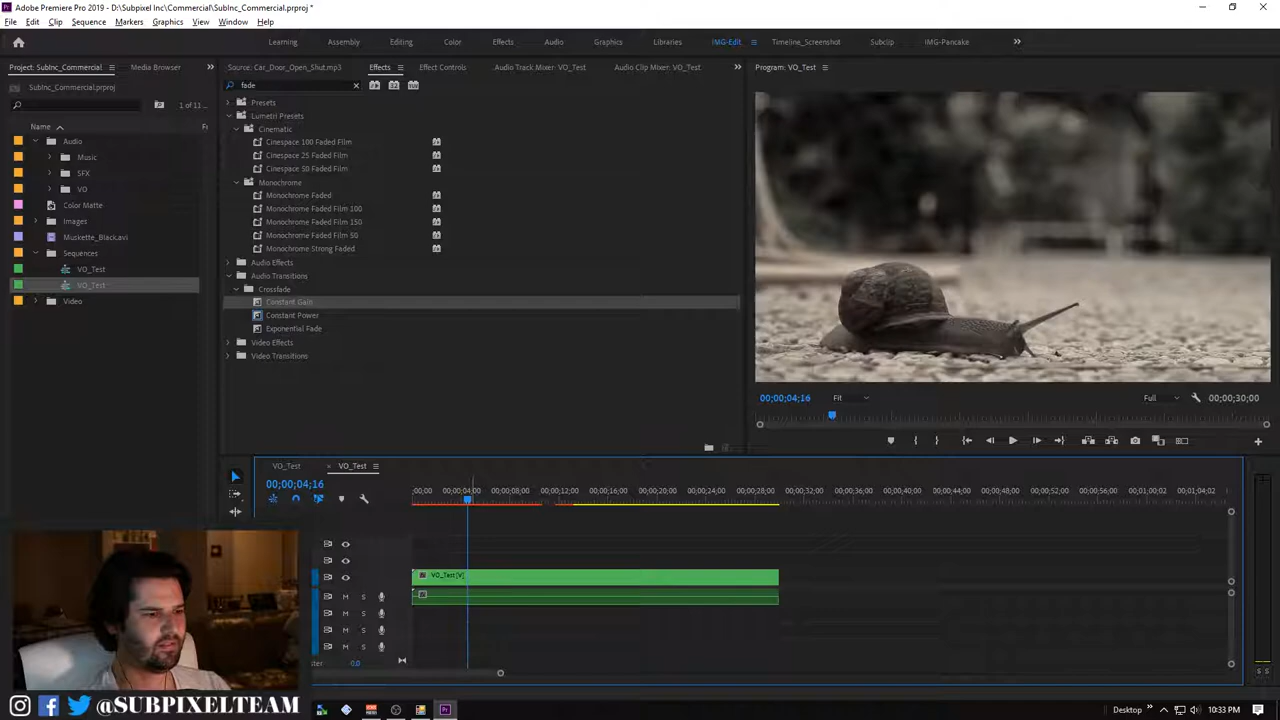 Adobe Premiere Pro 2019 - D:\Subpixel Inc\Commercial\SubInc_Commercial.prproj *
File Edit Clip Sequence Markers Graphics View Window Help
Learning Assembly Editing Color Effects Audio Graphics Libraries IMG-Edit Timeline_Screenshot Subclip IMG-Pancake
Project: SubInc_Commercial Media Browser
SubInc_Commercial.prproj
1 of 11 ...
Name
Audio
Music
SFX
VO
Color Matte
Images
Muskette_Black.avi
Sequences
VO_Test
VO_Test
Video
Source: Car_Door_Open_Shut.mp3 Effects Effect Controls Audio Track Mixer: VO_Test Audio Clip Mixer: VO_Test
fade
Presets
Lumetri Presets
Cinematic
Cinespace 100 Faded Film
Cinespace 25 Faded Film
Cinespace 50 Faded Film
Monochrome
Monochrome Faded
Monochrome Faded Film 100
Monochrome Faded Film 150
Monochrome Faded Film 50
Monochrome Strong Faded
Audio Effects
Audio Transitions
Crossfade
Constant Gain
Constant Power
Exponential Fade
Video Effects
Video Transitions
Program: VO_Test
00;00;04;16 Fit Full 00;00;30;00
VO_Test VO_Test
00;00;04;16
;00;00 00;00;04;00 00;00;08;00 00;00;12;00 00;00;16;00 00;00;20;00 00;00;24;00 00;00;28;00 00;00;32;00 00;00;36;00 00;00;40;00 00;00;44;00 00;00;48;00 00;00;52;00 00;00;56;00 00;01;00;02 00;01;04;02
VO_Test [V]
M S
M S
M S
M S
ster 0.0
S S
@SUBPIXELTEAM
Desktop 10:33 PM